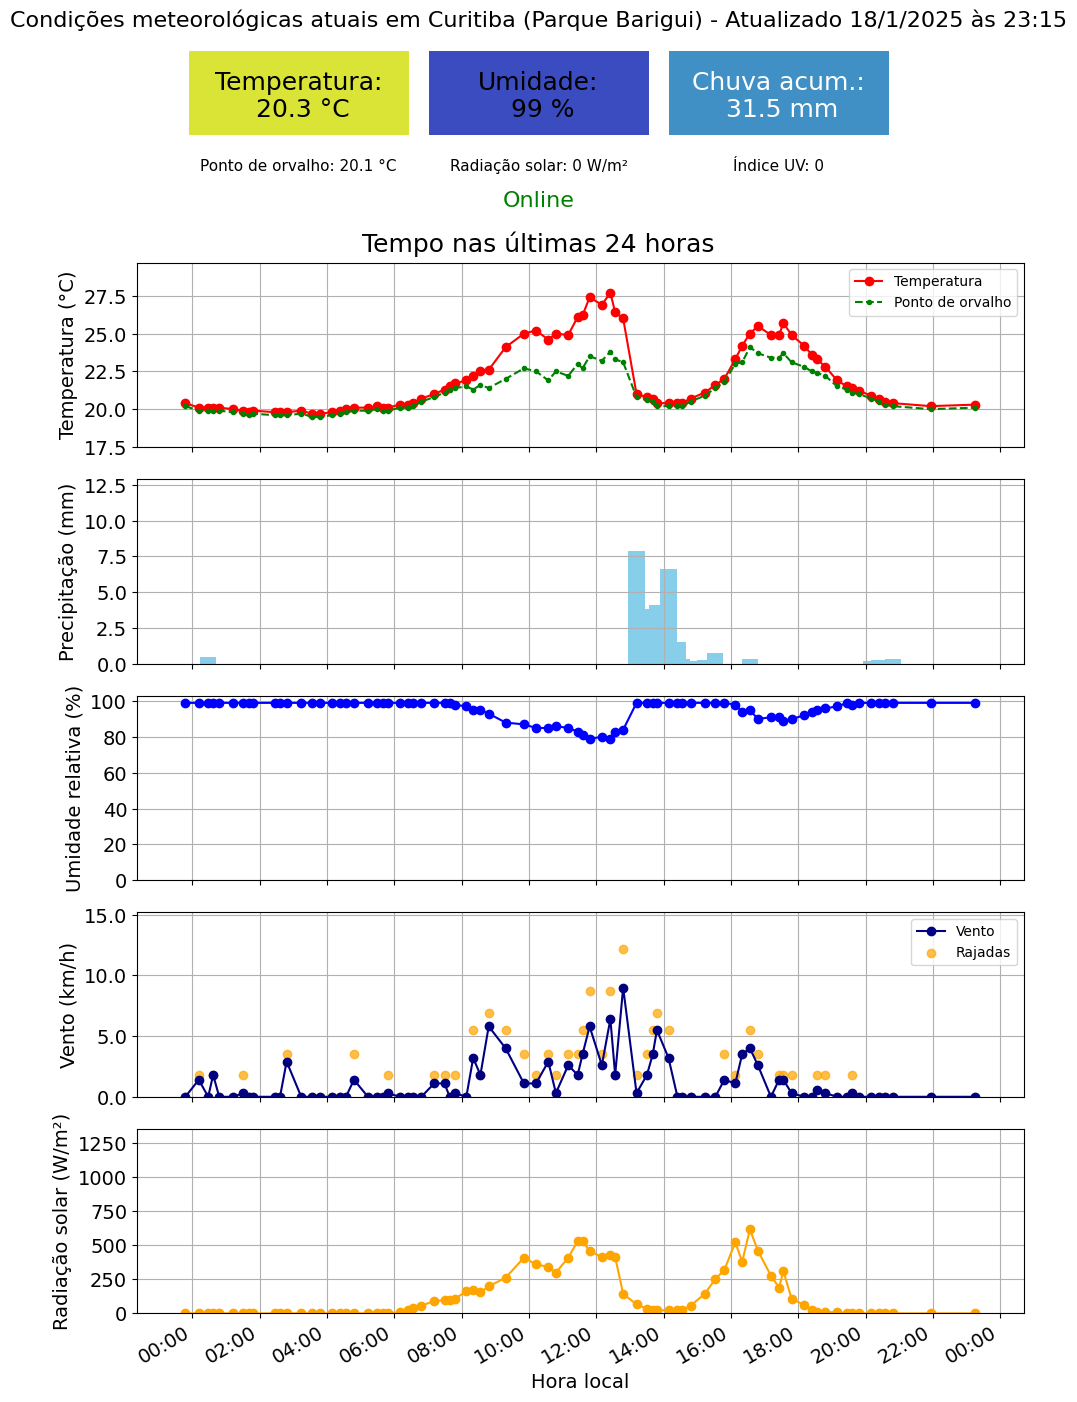 Condições meteorológicas atuais em Curitiba (Parque Barigui) - Atualizado 18/1/2025 às 23:15
Temperatura:
20.3 °C
Umidade:
99 %
Chuva acum.:
31.5 mm
Ponto de orvalho: 20.1 °C
Radiação solar: 0 W/m²
Índice UV: 0
Online
Tempo nas últimas 24 horas
Temperatura (°C)
27.5
25.0
22.5
20.0
17.5
Temperatura
Ponto de orvalho
Precipitação (mm)
12.5
10.0
7.5
5.0
2.5
0.0
Umidade relativa (%)
100
80
60
40
20
0
Vento (km/h)
15.0
10.0
5.0
0.0
Vento
Rajadas
Radiação solar (W/m²)
1250
1000
750
500
250
0
00:00
02:00
04:00
06:00
08:00
10:00
12:00
14:00
16:00
18:00
20:00
22:00
00:00
Hora local